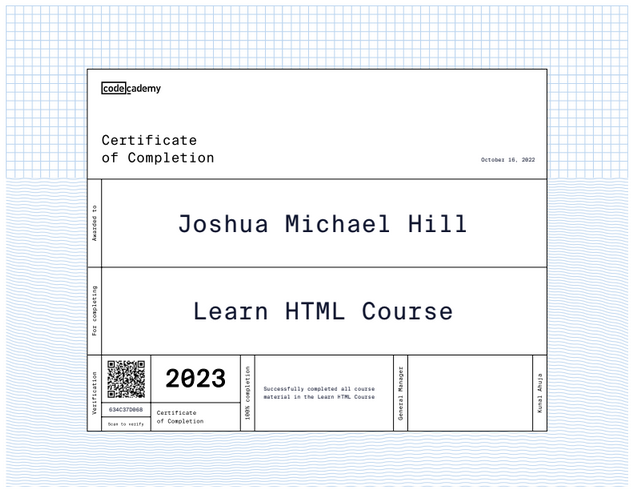 codecademy
Certificate
of Completion
October 16, 2022
Awarded to
Joshua Michael Hill
For completing
Learn HTML Course
Verification
634C37D068
Scan to verify
2023
Certificate
of Completion
100% completion
Successfully completed all course
material in the Learn HTML Course
General Manager
Kunal Ahuja